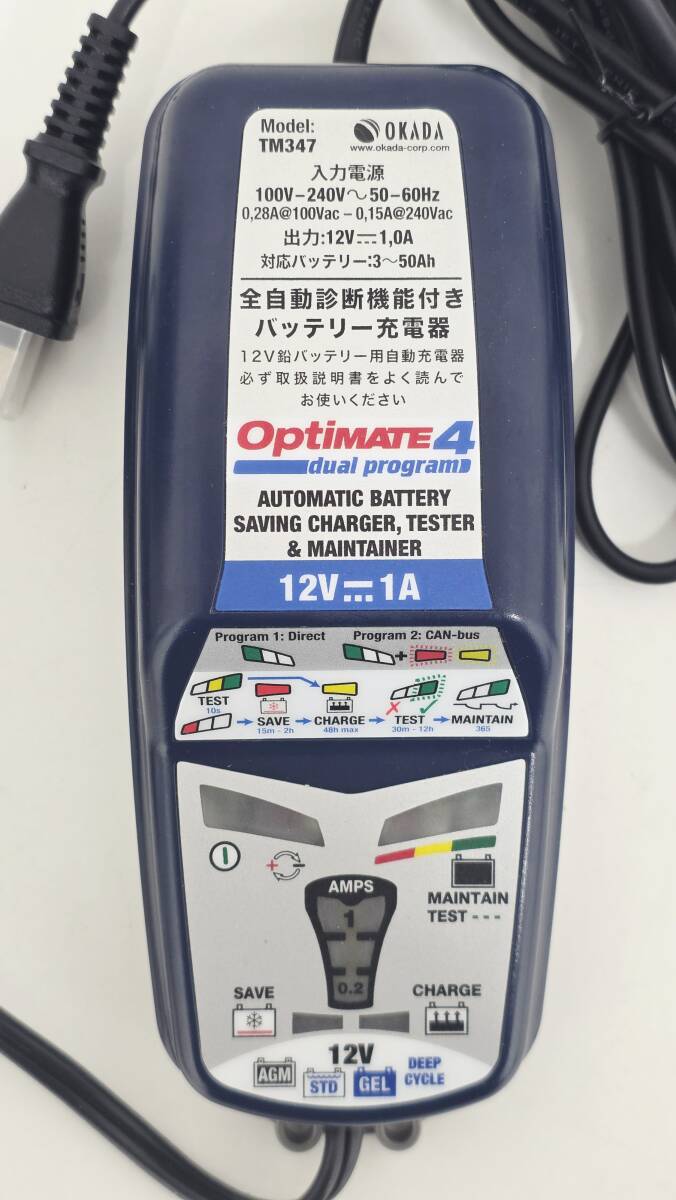 Model:
TM347
OKADA
www.okada-corp.com
入力電源
100V-240V～50-60Hz
0,28A@100Vac – 0,15A@240Vac
出力:12V⎓1,0A
対応バッテリー:3～50Ah
全自動診断機能付き
バッテリー充電器
12V鉛バッテリー用自動充電器
必ず取扱説明書をよく読んで
お使いください
OptiMATE4
dual program
AUTOMATIC BATTERY
SAVING CHARGER, TESTER
& MAINTAINER
12V⎓1A
Program 1: Direct
Program 2: CAN-bus
+
TEST
10s
SAVE
15m - 2h
CHARGE
48h max
TEST
30m - 12h
MAINTAIN
365
AMPS
1
0.2
MAINTAIN
TEST ---
SAVE
CHARGE
12V
AGM
STD
GEL
DEEP
CYCLE